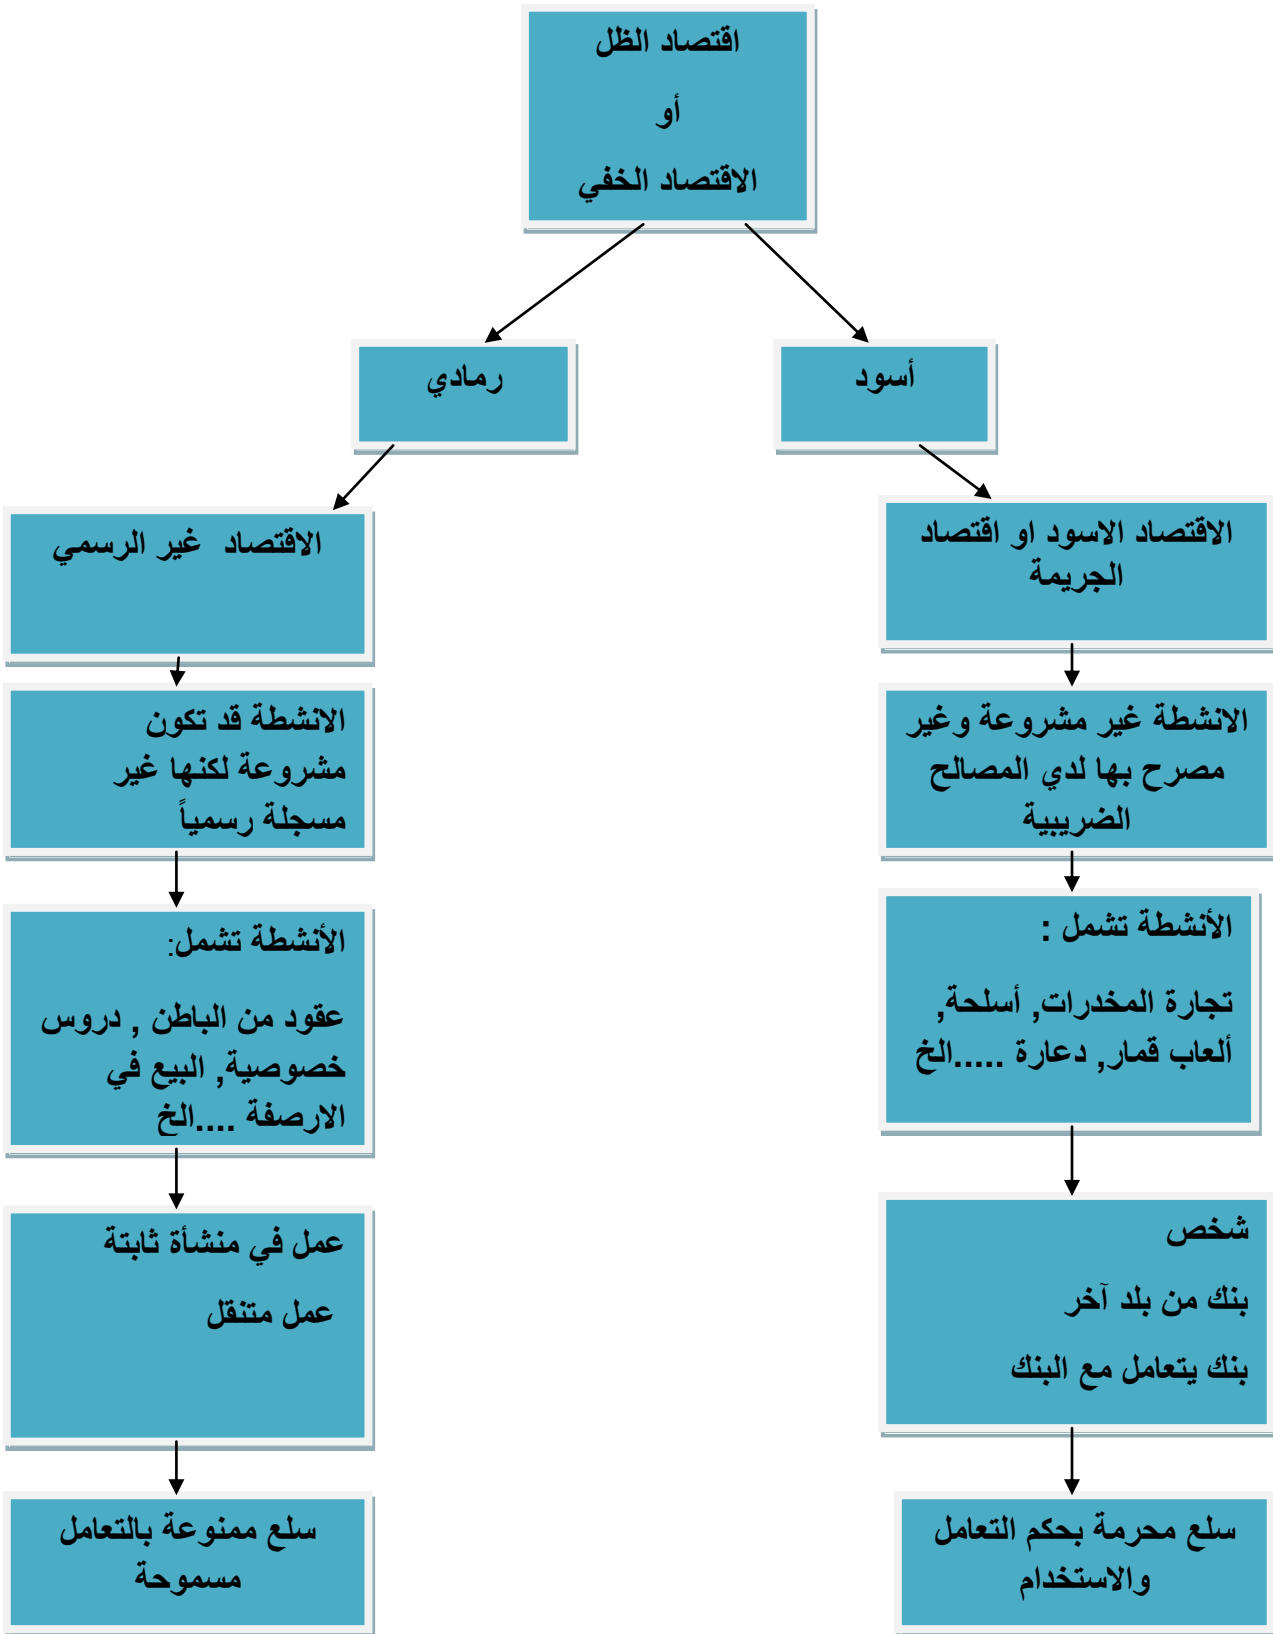 اقتصاد الظل
أو
الاقتصاد الخفي
أسود
رمادي
الاقتصاد الاسود او اقتصاد
الجريمة
الاقتصاد غير الرسمي
الانشطة غير مشروعة وغير
مصرح بها لدي المصالح
الضريبية
الانشطة قد تكون
مشروعة لكنها غير
مسجلة رسمياً
الأنشطة تشمل :
تجارة المخدرات, أسلحة,
ألعاب قمار, دعارة .....الخ
الأنشطة تشمل:
عقود من الباطن , دروس
خصوصية, البيع في
الارصفة ....الخ
شخص
بنك من بلد آخر
بنك يتعامل مع البنك
عمل في منشأة ثابتة
عمل متنقل
سلع محرمة بحكم التعامل
والاستخدام
سلع ممنوعة بالتعامل
مسموحة